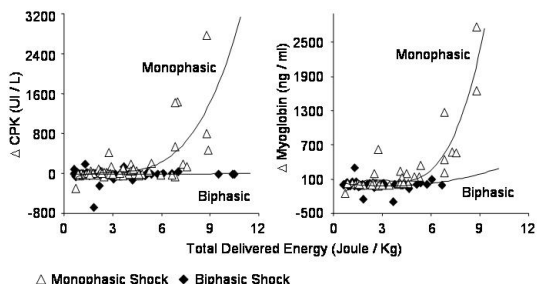 3200
2400
1600
800
0
-800
Δ CPK (UI / L)
Monophasic
Biphasic
0 3 6 9 12
2500
1900
1300
700
100
-500
Δ Myoglobin (ng / ml)
Monophasic
Biphasic
0 3 6 9 12
Total Delivered Energy (Joule / Kg)
△ Monophasic Shock ◆ Biphasic Shock